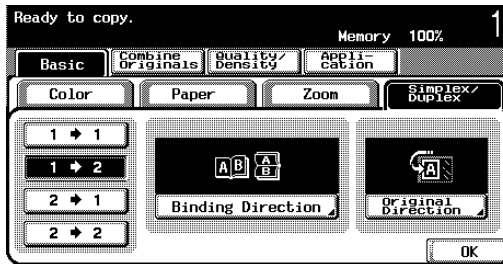 Ready to copy.
1
Memory 100%
Basic
Combine
Originals
Quality/
Density
Appli-
cation
Color
Paper
Zoom
Simplex/
Duplex
1 → 1
1 → 2
2 → 1
2 → 2
A B
A
B
Binding Direction
A
Original
Direction
OK